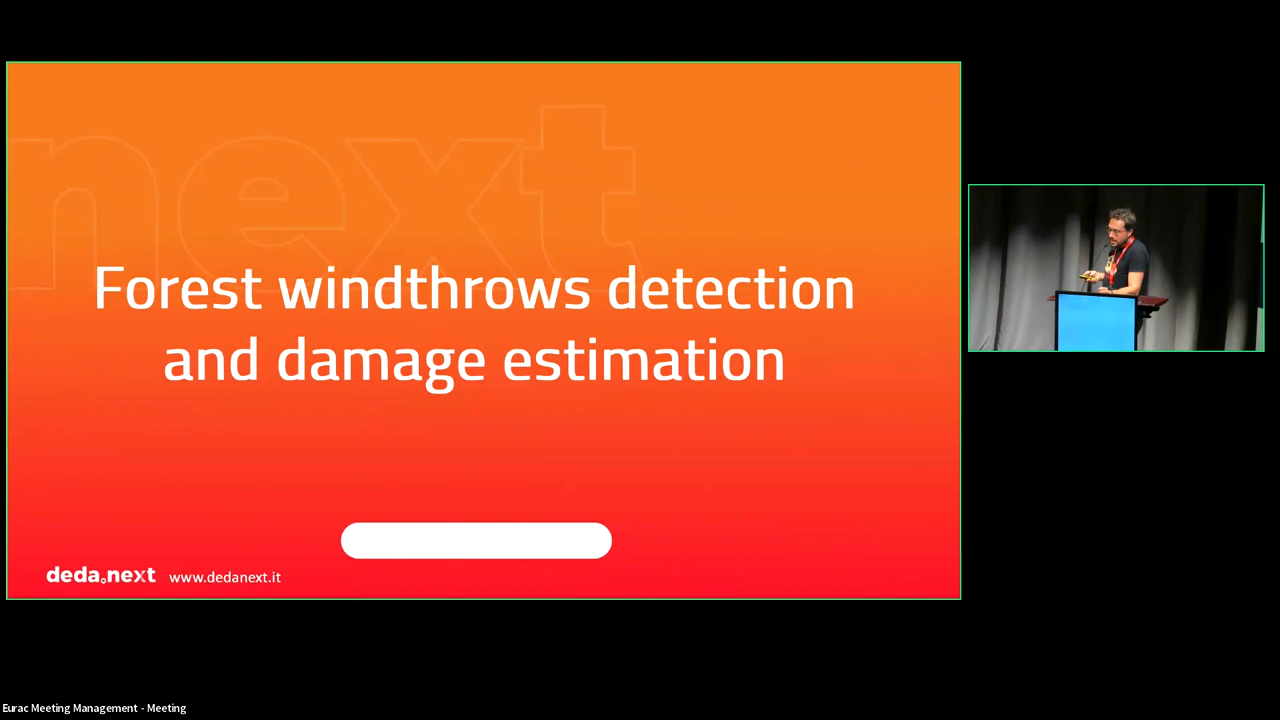 next
Forest windthrows detection
and damage estimation
deda.next www.dedanext.it
Eurac Meeting Management - Meeting